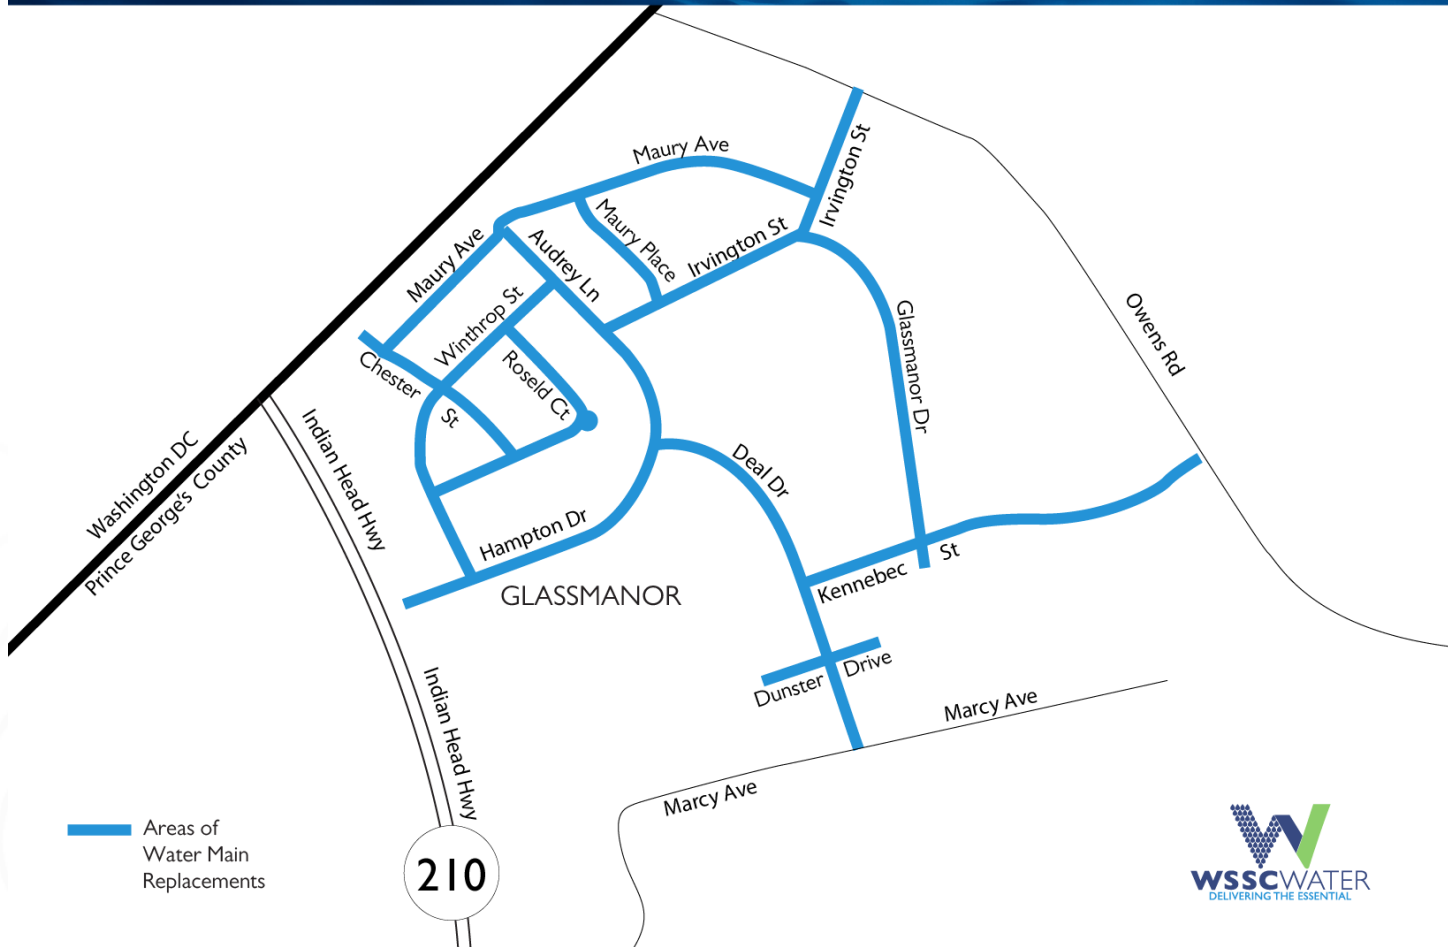 Maury Ave
Irvington St
Maury Place
Irvington St
Maury Ave
Audrey Ln
Winthrop St
Chester
St
Roseld Ct
Glassmanor Dr
Owens Rd
Washington DC
Prince George's County
Indian Head Hwy
Deal Dr
Hampton Dr
GLASSMANOR
Kennebec
St
Dunster
Drive
Marcy Ave
Marcy Ave
Indian Head Hwy
210
Areas of
Water Main
Replacements
WSSCWATER
DELIVERING THE ESSENTIAL